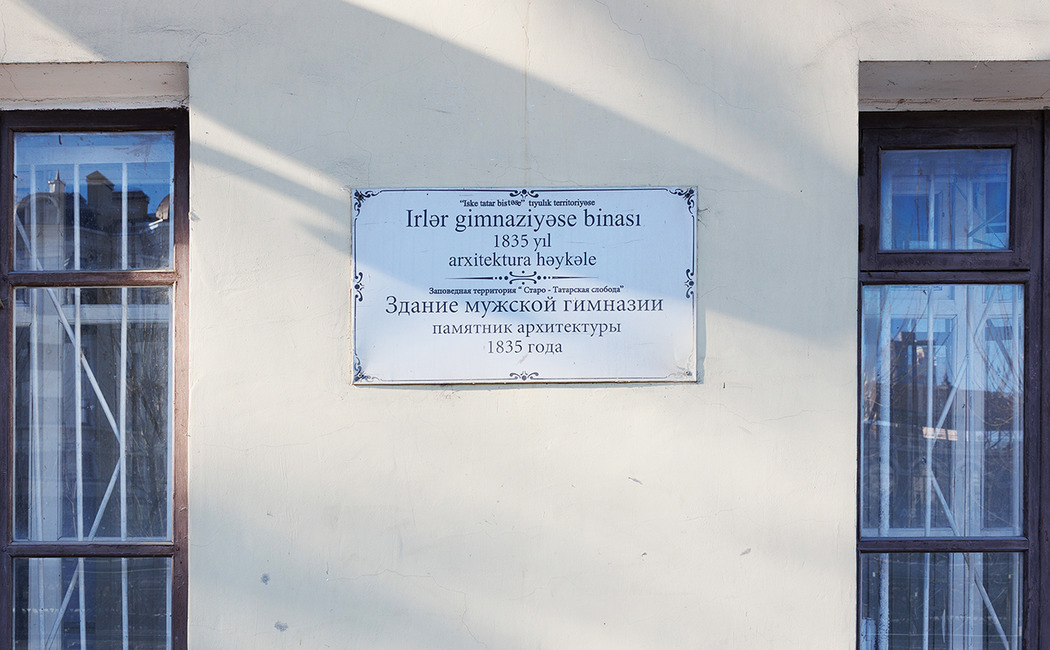 “Iske tatar bistəse” tıyulık territoriyəse
Irlər gimnaziyəse binası
1835 yıl
arxitektura həykəle
Заповедная территория “ Старо - Татарская слобода”
Здание мужской гимназии
памятник архитектуры
1835 года